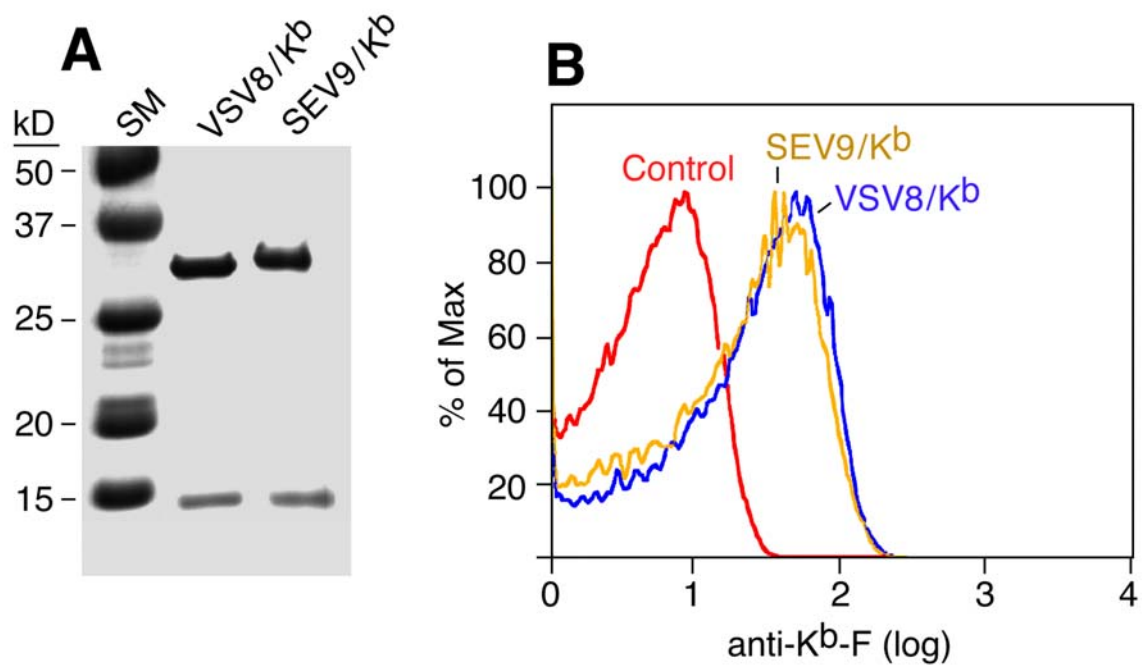 A
kD
SM
VSV8/Kb
SEV9/Kb
50
37
25
20
15
B
Control
SEV9/Kb
VSV8/Kb
% of Max
100
80
60
40
20
0 1 2 3 4
anti-Kb-F (log)